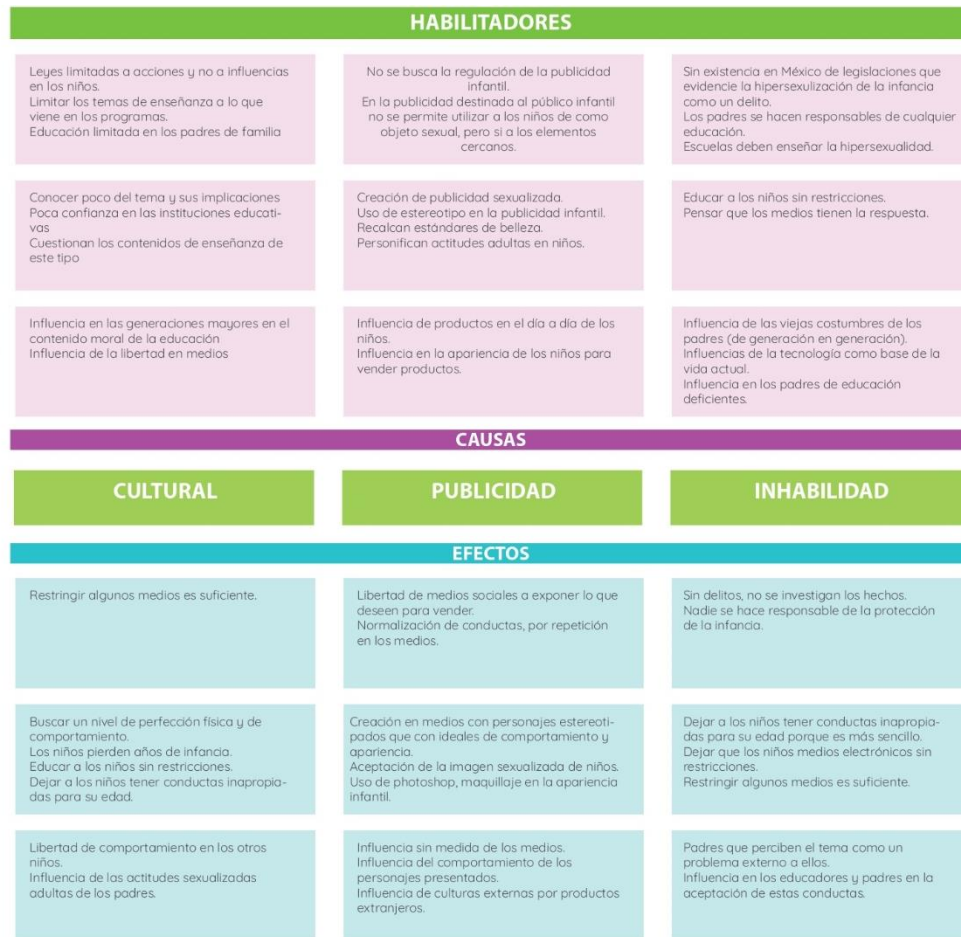 HABILITADORES
Leyes limitadas a acciones y no a influencias
en los niños.
Limitar los temas de enseñanza a lo que
viene en los programas.
Educación limitada en los padres de familia
No se busca la regulación de la publicidad
infantil.
En la publicidad destinada al público infantil
no se permite utilizar a los niños de como
objeto sexual, pero si a los elementos
cercanos.
Sin existencia en México de legislaciones que
evidencie la hipersexulización de la infancia
como un delito.
Los padres se hacen responsables de cualquier
educación.
Escuelas deben enseñar la hipersexualidad.
Conocer poco del tema y sus implicaciones
Poca confianza en las instituciones educati-
vas
Cuestionan los contenidos de enseñanza de
este tipo
Creación de publicidad sexualizada.
Uso de estereotipo en la publicidad infantil.
Recalcan estándares de belleza.
Personifican actitudes adultas en niños.
Educar a los niños sin restricciones.
Pensar que los medios tienen la respuesta.
Influencia en las generaciones mayores en el
contenido moral de la educación
Influencia de la libertad en medios
Influencia de productos en el día a día de los
niños.
Influencia en la apariencia de los niños para
vender productos.
Influencia de las viejas costumbres de los
padres (de generación en generación).
Influencias de la tecnología como base de la
vida actual.
Influencia en los padres de educación
deficientes.
CAUSAS
CULTURAL
PUBLICIDAD
INHABILIDAD
EFECTOS
Restringir algunos medios es suficiente.
Libertad de medios sociales a exponer lo que
deseen para vender.
Normalización de conductas, por repetición
en los medios.
Sin delitos, no se investigan los hechos.
Nadie se hace responsable de la protección
de la infancia.
Buscar un nivel de perfección física y de
comportamiento.
Los niños pierden años de infancia.
Educar a los niños sin restricciones.
Dejar a los niños tener conductas inapropia-
das para su edad.
Creación en medios con personajes estereoti-
pados que con ideales de comportamiento y
apariencia.
Aceptación de la imagen sexualizada de niños.
Uso de photoshop, maquillaje en la apariencia
infantil.
Dejar a los niños tener conductas inapropia-
das para su edad porque es más sencillo.
Dejar que los niños medios electrónicos sin
restricciones.
Restringir algunos medios es suficiente.
Libertad de comportamiento en los otros
niños.
Influencia de las actitudes sexualizadas
adultas de los padres.
Influencia sin medida de los medios.
Influencia del comportamiento de los
personajes presentados.
Influencia de culturas externas por productos
extranjeros.
Padres que perciben el tema como un
problema externo a ellos.
Influencia en los educadores y padres en la
aceptación de estas conductas.